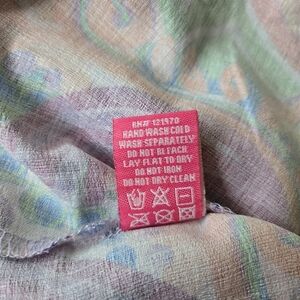 RN# 121970
HAND WASH COLD
WASH SEPARATELY
DO NOT BLEACH
LAY FLAT TO DRY
DO NOT IRON
DO NOT DRY CLEAN